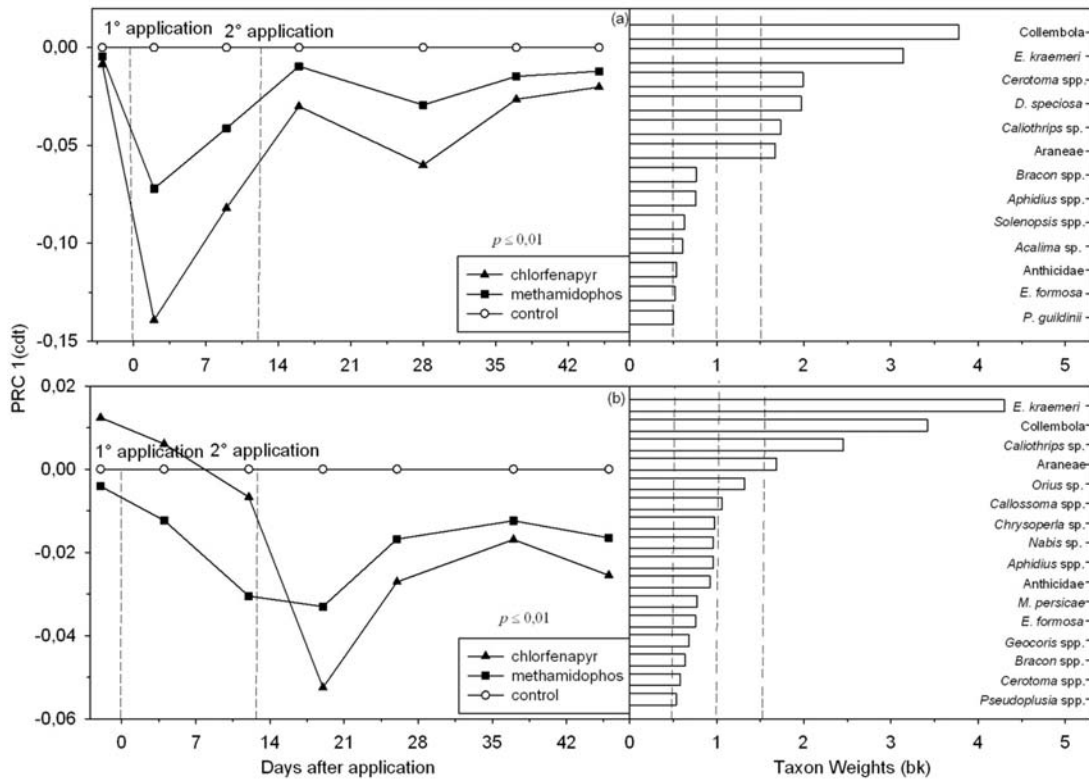 (a)
1° application
2° application
0,00
-0,05
-0,10
-0,15
p ≤ 0,01
chlorfenapyr
methamidophos
control
0 7 14 21 28 35 42
Collembola
E. kraemeri
Cerotoma spp.
D. speciosa
Caliothrips sp.
Araneae
Bracon spp.
Aphidius spp.
Solenopsis spp.
Acalima sp.
Anthicidae
E. formosa
P. guildinii
0 1 2 3 4 5
PRC 1(cdt)
(b)
1° application
2° application
0,02
0,00
-0,02
-0,04
-0,06
p ≤ 0,01
chlorfenapyr
methamidophos
control
0 7 14 21 28 35 42
Days after application
E. kraemeri
Collembola
Caliothrips sp.
Araneae
Orius sp.
Callossoma spp.
Chrysoperla sp.
Nabis sp.
Aphidius spp.
Anthicidae
M. persicae
E. formosa
Geocoris spp.
Bracon spp.
Cerotoma spp.
Pseudoplusia spp.
0 1 2 3 4 5
Taxon Weights (bk)